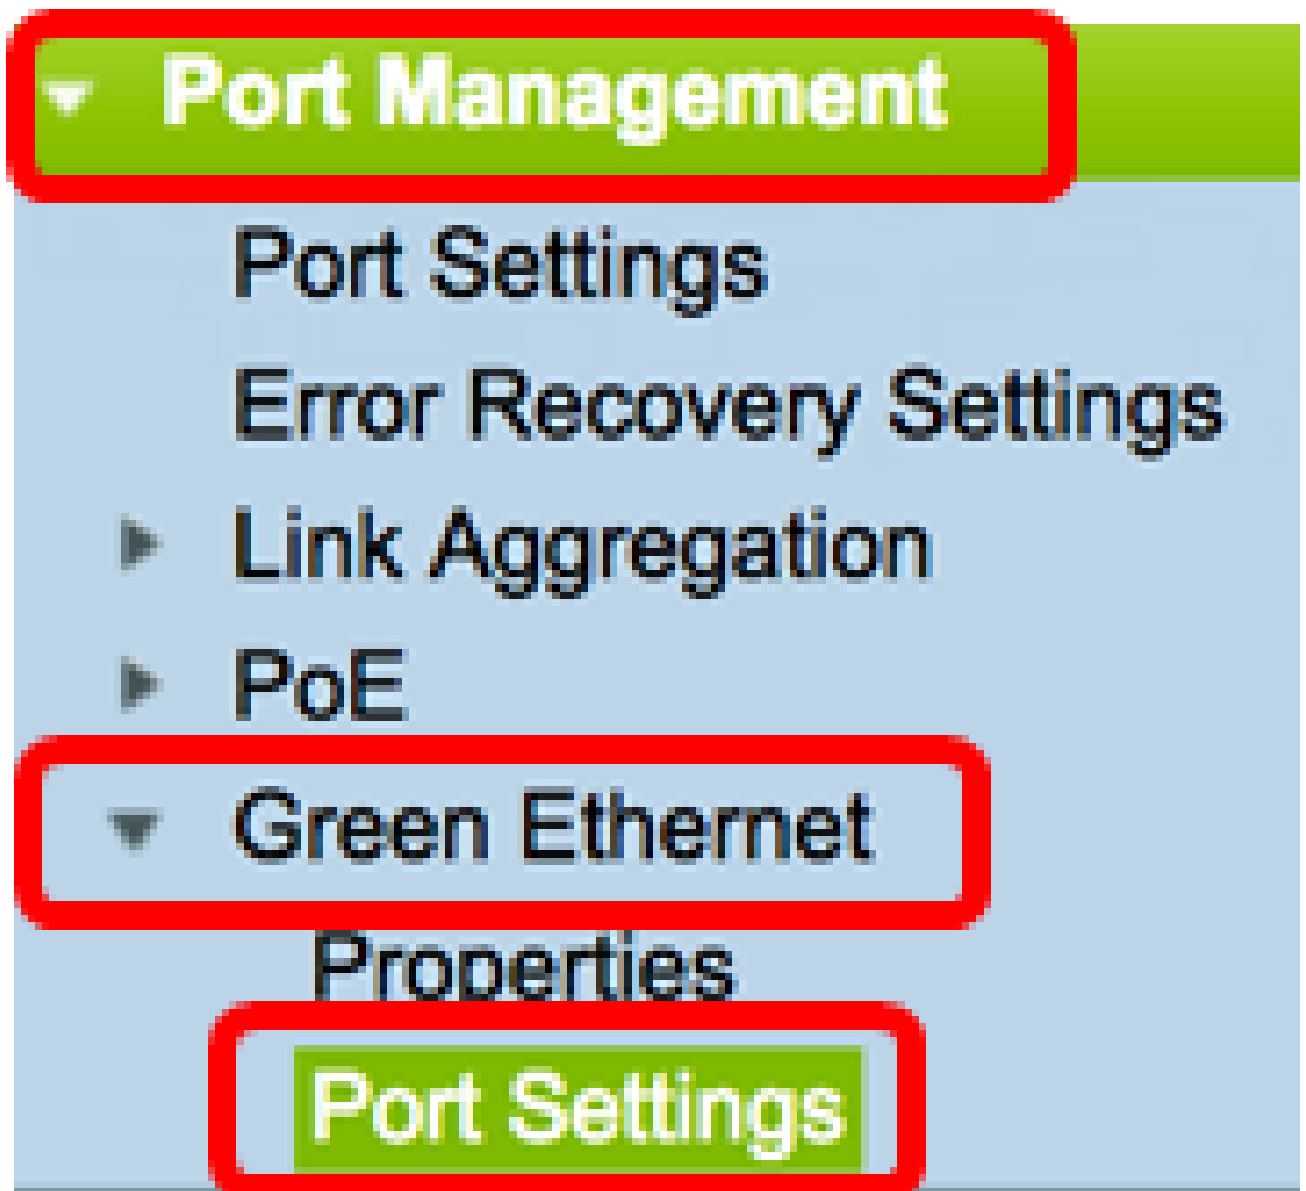 Port Management
Port Settings
Error Recovery Settings
Link Aggregation
PoE
Green Ethernet
Properties
Port Settings